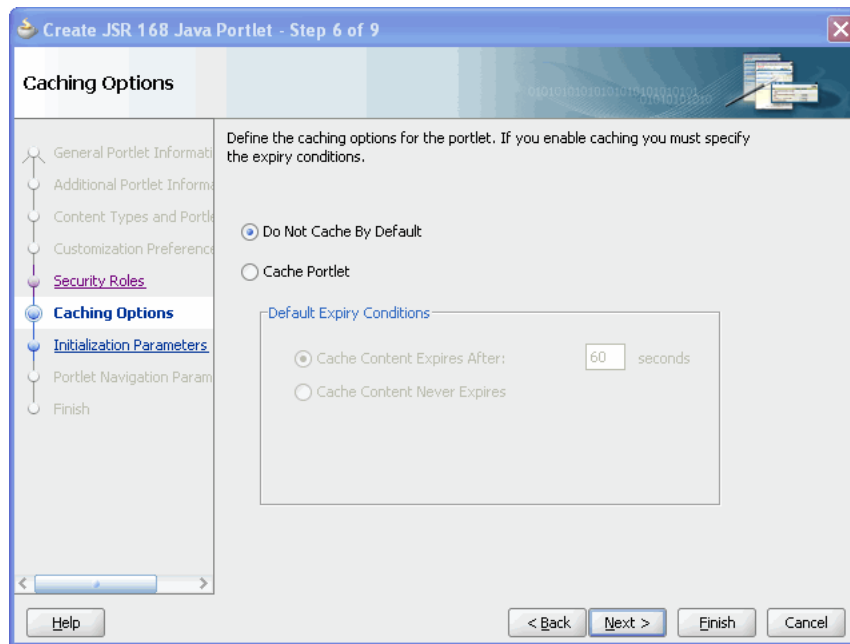 Create JSR 168 Java Portlet - Step 6 of 9
Caching Options
01010101010101010101010101
01010101010
Define the caching options for the portlet. If you enable caching you must specify
the expiry conditions.
General Portlet Informati
Additional Portlet Informa
Content Types and Portle
Customization Preference
Security Roles
Caching Options
Initialization Parameters
Portlet Navigation Param
Finish
Do Not Cache By Default
Cache Portlet
Default Expiry Conditions
Cache Content Expires After: 60 seconds
Cache Content Never Expires
Help < Back Next > Finish Cancel